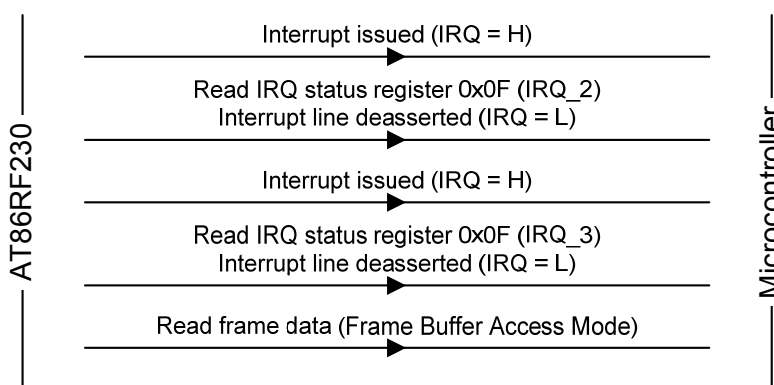 Interrupt issued (IRQ = H)
Read IRQ status register 0x0F (IRQ_2)
Interrupt line deasserted (IRQ = L)
Interrupt issued (IRQ = H)
Read IRQ status register 0x0F (IRQ_3)
Interrupt line deasserted (IRQ = L)
Read frame data (Frame Buffer Access Mode)
AT86RF230
Microcontroller